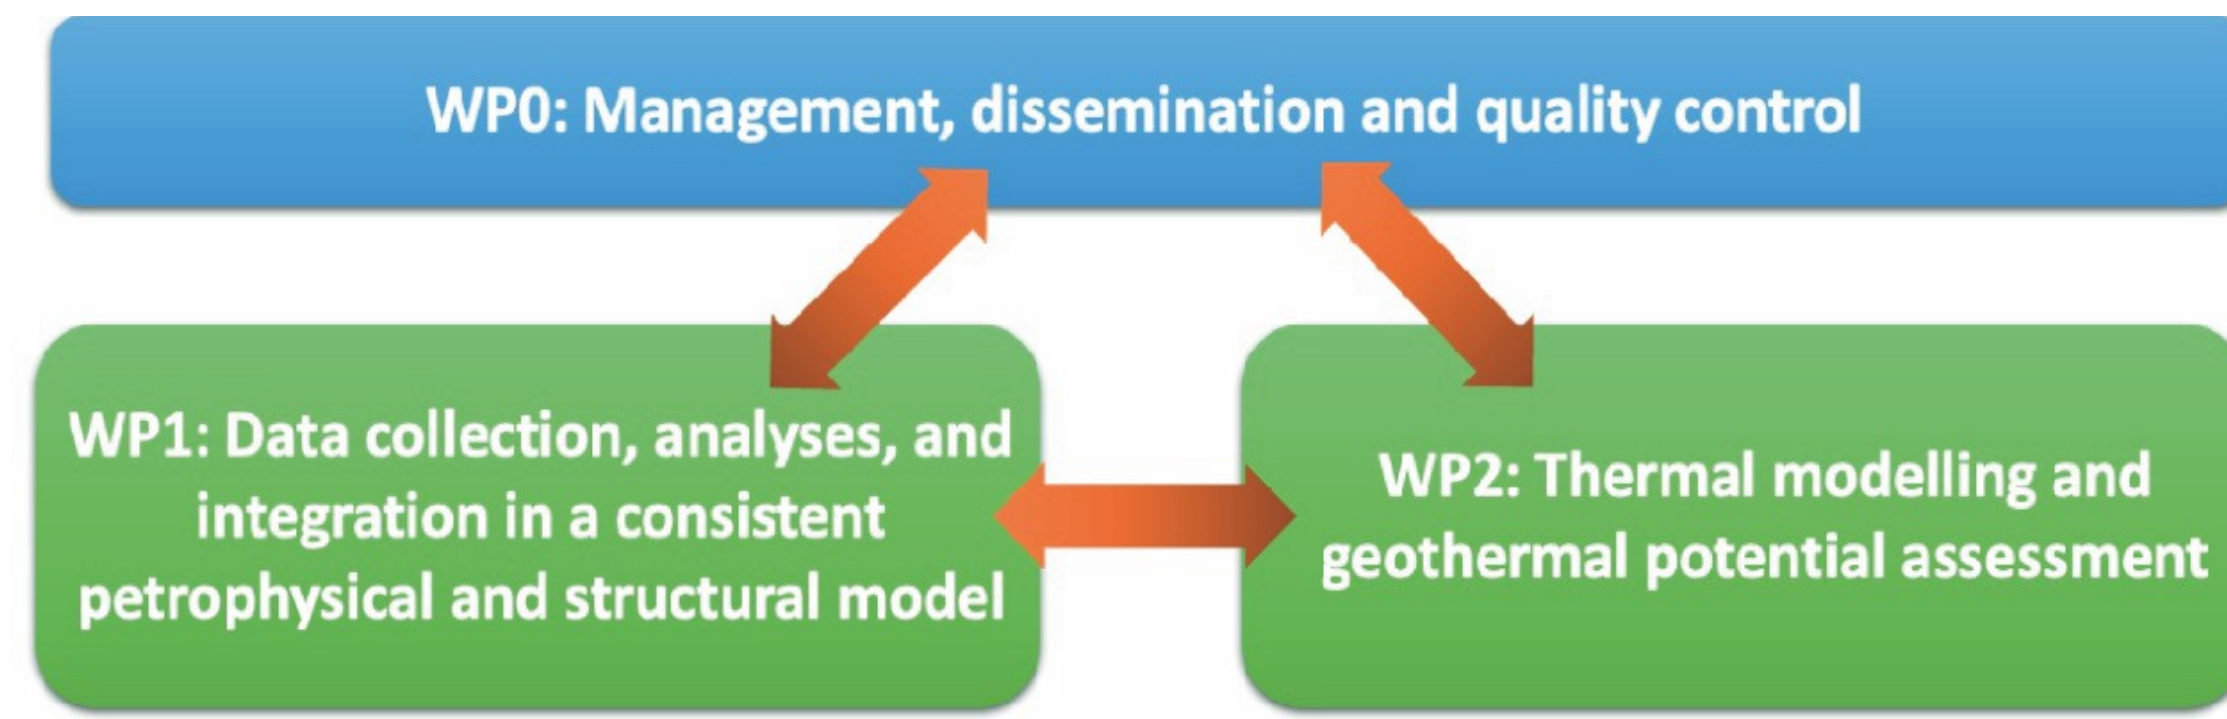 WP0: Management, dissemination and quality control
WP1: Data collection, analyses, and
integration in a consistent
petrophysical and structural model
WP2: Thermal modelling and
geothermal potential assessment